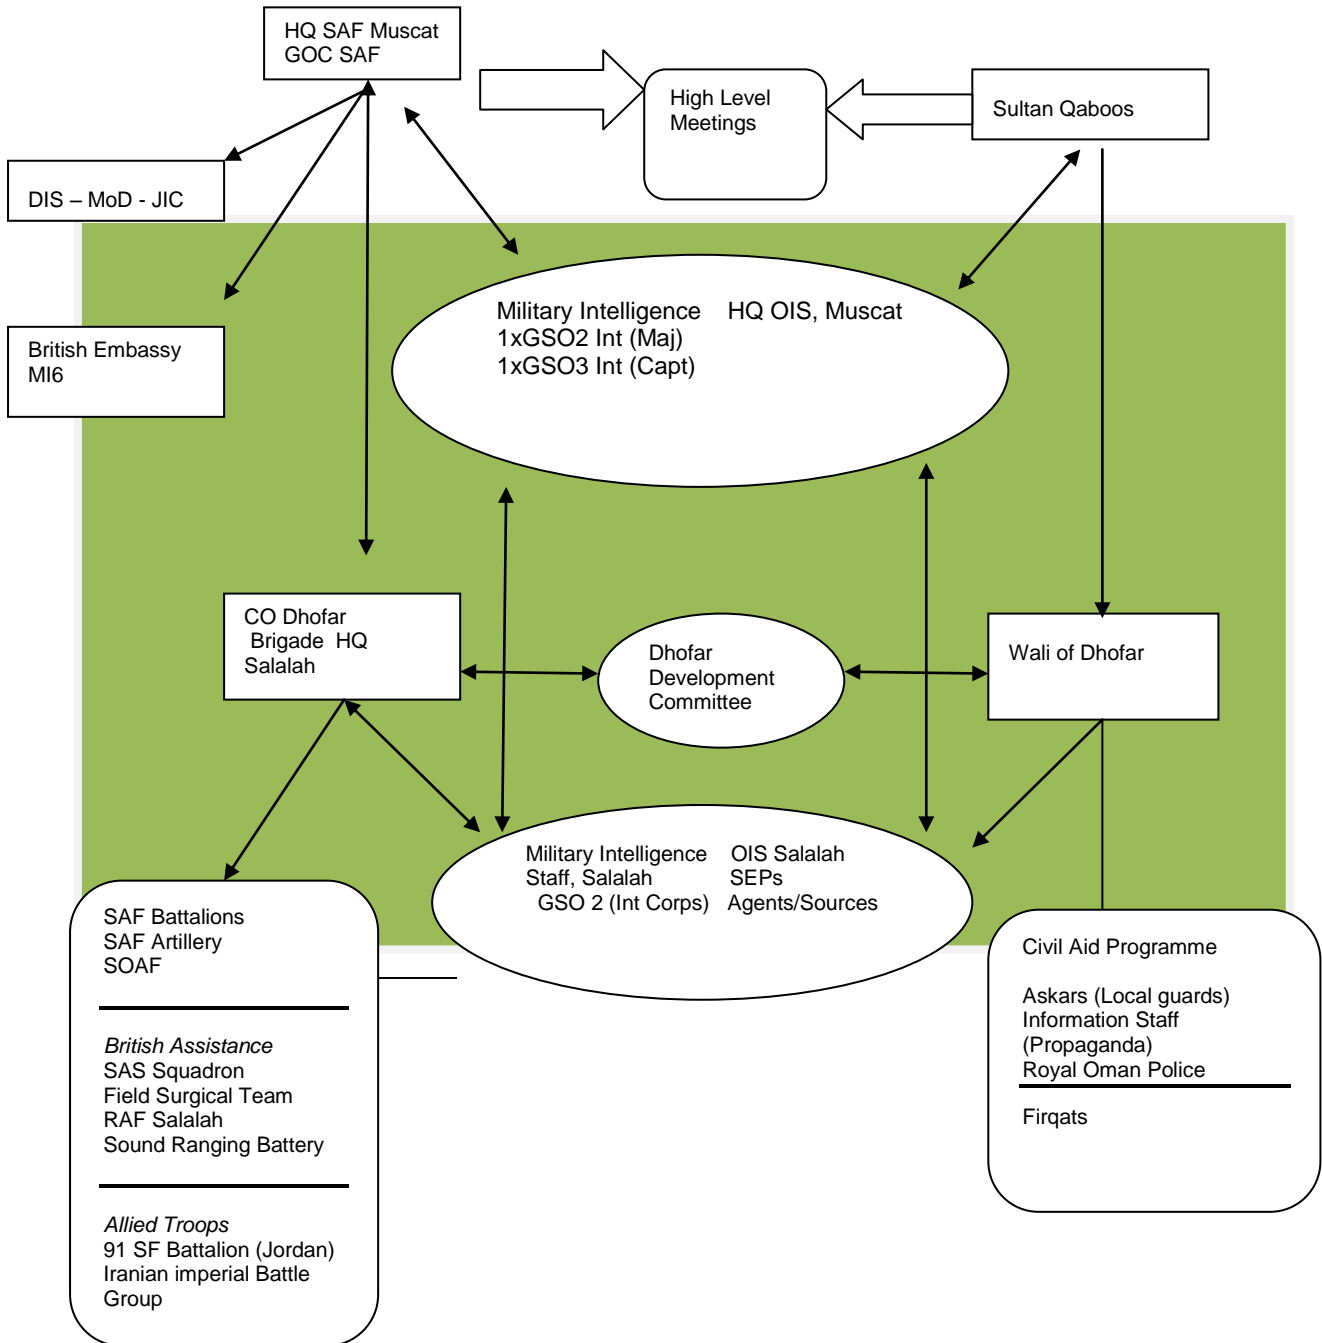 HQ SAF Muscat
GOC SAF
High Level
Meetings
Sultan Qaboos
DIS – MoD - JIC
British Embassy
MI6
Military Intelligence HQ OIS, Muscat
1xGSO2 Int (Maj)
1xGSO3 Int (Capt)
CO Dhofar
Brigade HQ
Salalah
Dhofar
Development
Committee
Wali of Dhofar
Military Intelligence OIS Salalah
Staff, Salalah SEPs
GSO 2 (Int Corps) Agents/Sources
SAF Battalions
SAF Artillery
SOAF
British Assistance
SAS Squadron
Field Surgical Team
RAF Salalah
Sound Ranging Battery
Allied Troops
91 SF Battalion (Jordan)
Iranian imperial Battle
Group
Civil Aid Programme
Askars (Local guards)
Information Staff
(Propaganda)
Royal Oman Police
Firqats